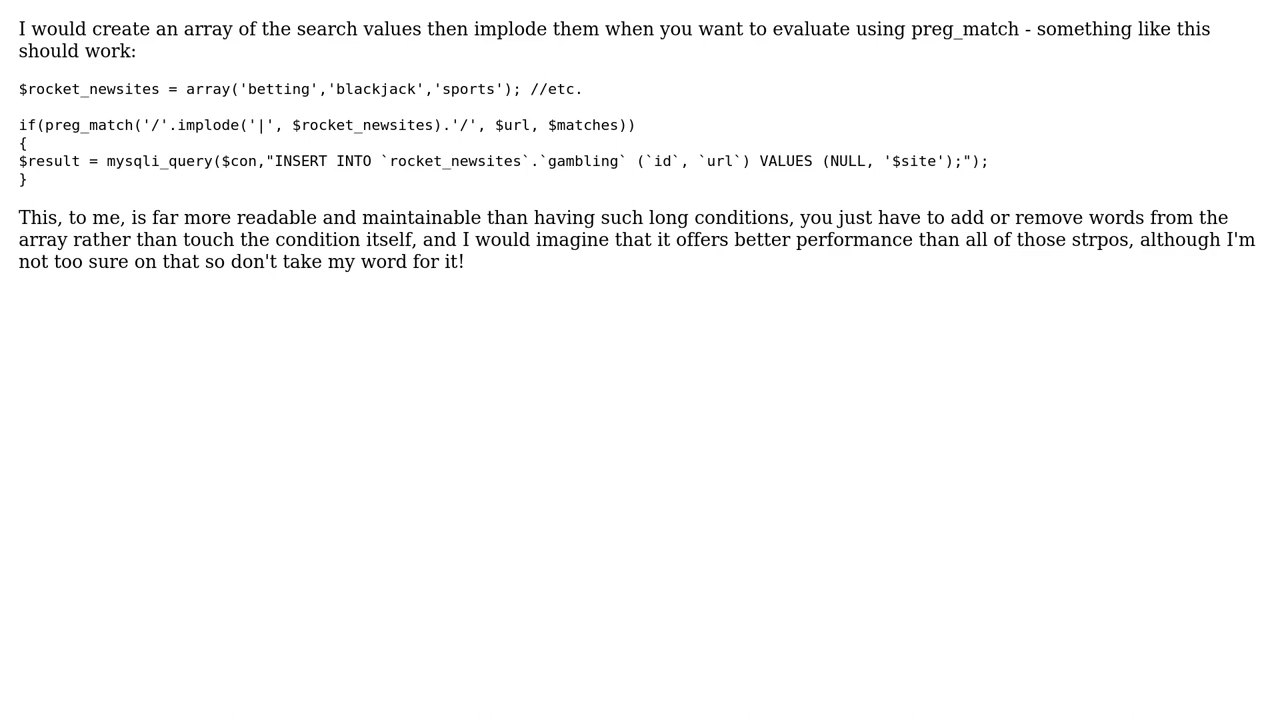 I would create an array of the search values then implode them when you want to evaluate using preg_match - something like this
should work:
$rocket_newsites = array('betting','blackjack','sports'); //etc.
if(preg_match('/'.implode('|', $rocket_newsites).'/', $url, $matches))
{
$result = mysqli_query($con,"INSERT INTO `rocket_newsites`.`gambling` (`id`, `url`) VALUES (NULL, '$site');");
}
This, to me, is far more readable and maintainable than having such long conditions, you just have to add or remove words from the
array rather than touch the condition itself, and I would imagine that it offers better performance than all of those strpos, although I'm
not too sure on that so don't take my word for it!